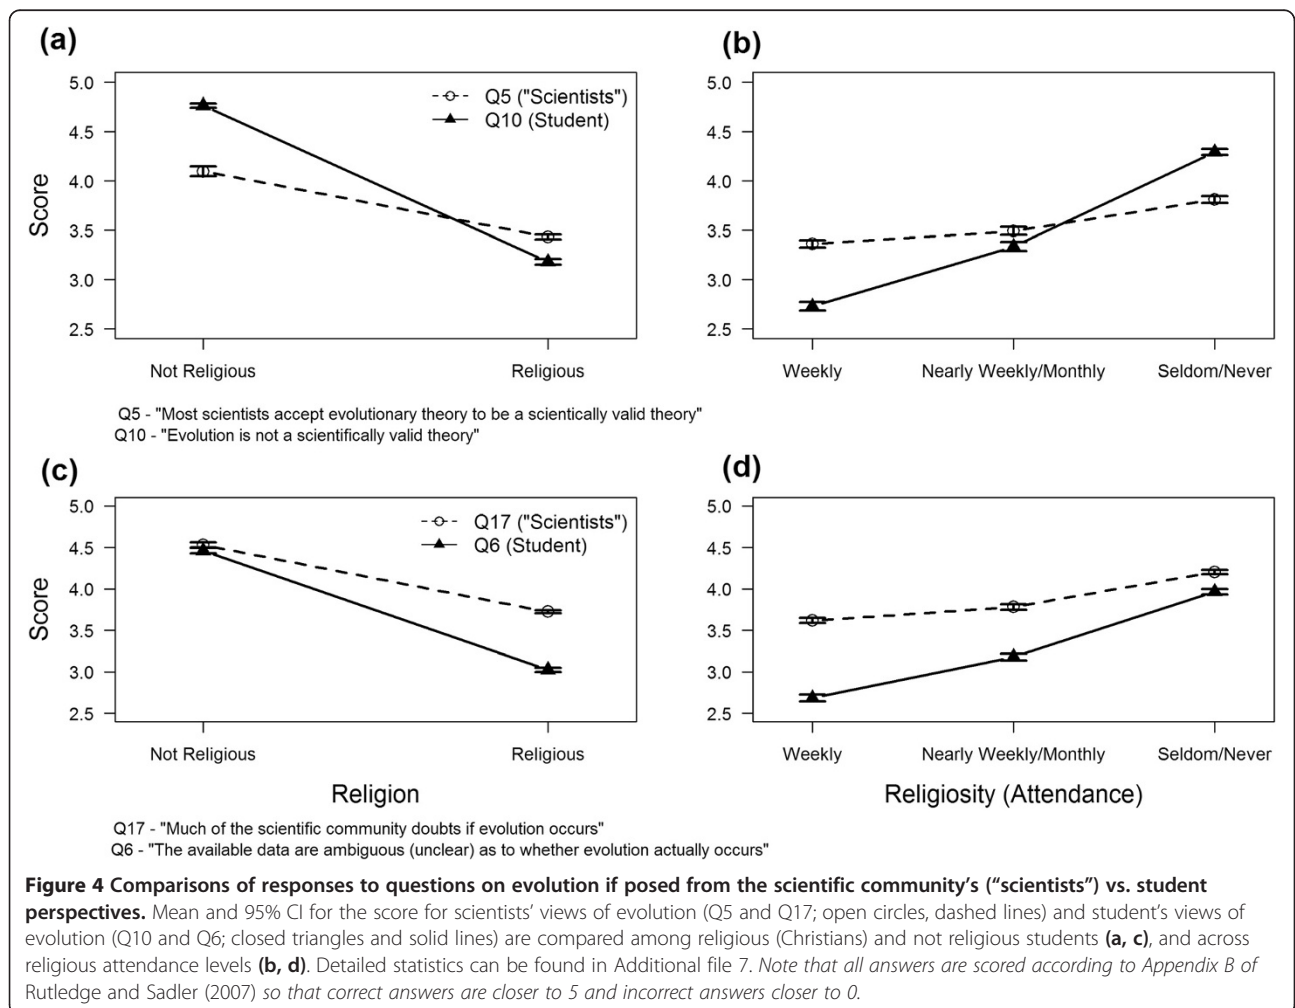 (a)
(b)
5.0
4.5
4.0
3.5
3.0
2.5
Score
Q5 ("Scientists")
Q10 (Student)
Not Religious
Religious
5.0
4.5
4.0
3.5
3.0
2.5
Weekly
Nearly Weekly/Monthly
Seldom/Never
Q5 - "Most scientists accept evolutionary theory to be a scientically valid theory"
Q10 - "Evolution is not a scientifically valid theory"
(c)
(d)
5.0
4.5
4.0
3.5
3.0
2.5
Score
Q17 ("Scientists")
Q6 (Student)
Not Religious
Religious
Religion
5.0
4.5
4.0
3.5
3.0
2.5
Weekly
Nearly Weekly/Monthly
Seldom/Never
Religiosity (Attendance)
Q17 - "Much of the scientific community doubts if evolution occurs"
Q6 - "The available data are ambiguous (unclear) as to whether evolution actually occurs"
Figure 4 Comparisons of responses to questions on evolution if posed from the scientific community's (“scientists”) vs. student
perspectives. Mean and 95% CI for the score for scientists' views of evolution (Q5 and Q17; open circles, dashed lines) and student's views of
evolution (Q10 and Q6; closed triangles and solid lines) are compared among religious (Christians) and not religious students (a, c), and across
religious attendance levels (b, d). Detailed statistics can be found in Additional file 7. Note that all answers are scored according to Appendix B of
Rutledge and Sadler (2007) so that correct answers are closer to 5 and incorrect answers closer to 0.